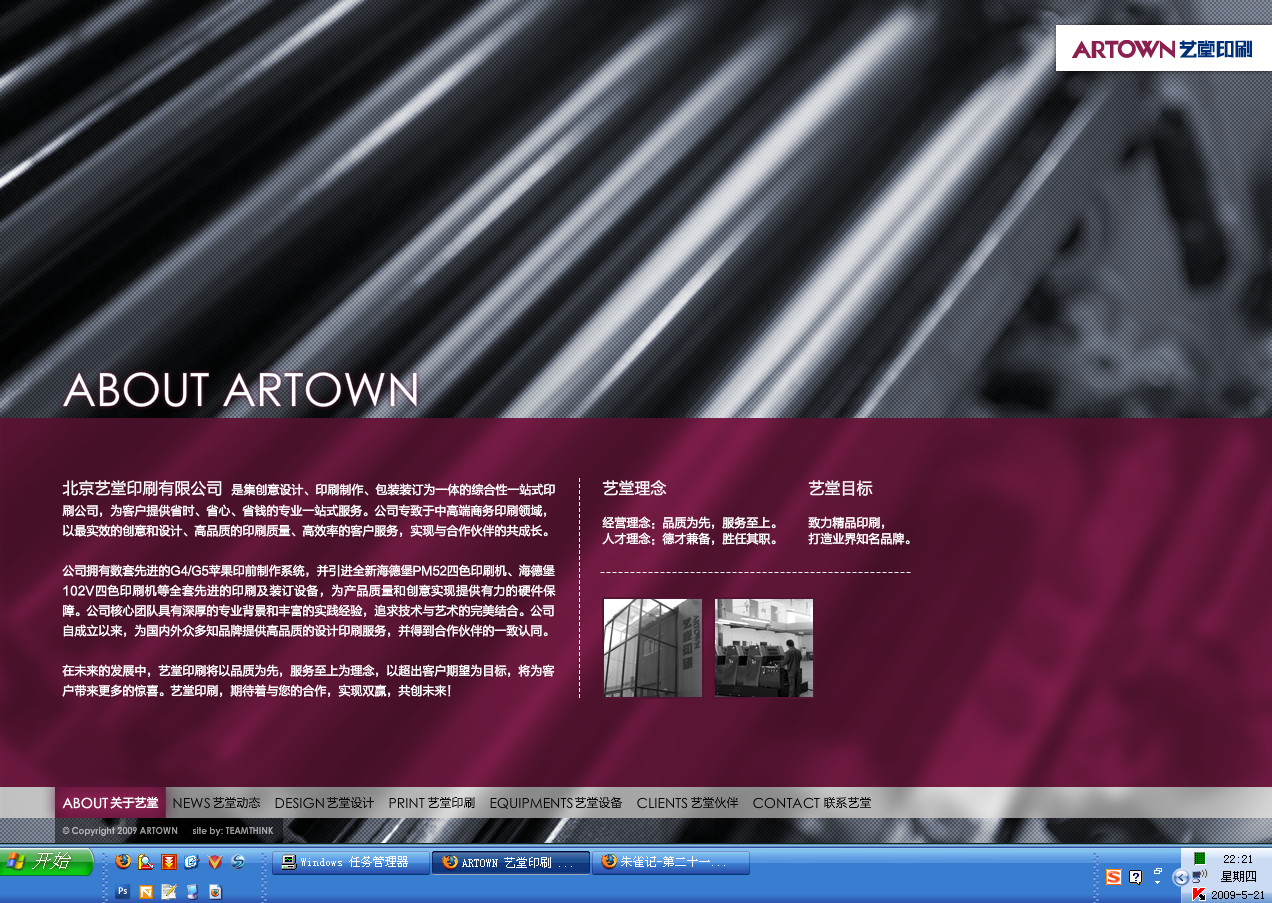 ARTOWN 艺堂印刷
ABOUT ARTOWN
北京艺堂印刷有限公司 是集创意设计、印刷制作、包装装订为一体的综合性一站式印
刷公司，为客户提供省时、省心、省钱的专业一站式服务。公司专致于中高端商务印刷领域，
以最实效的创意和设计、高品质的印刷质量、高效率的客户服务，实现与合作伙伴的共成长。
公司拥有数套先进的G4/G5苹果印前制作系统，并引进全新海德堡PM52四色印刷机、海德堡
102V四色印刷机等全套先进的印刷及装订设备，为产品质量和创意实现提供有力的硬件保
障。公司核心团队具有深厚的专业背景和丰富的实践经验，追求技术与艺术的完美结合。公司
自成立以来，为国内外众多知品牌提供高品质的设计印刷服务，并得到合作伙伴的一致认同。
在未来的发展中，艺堂印刷将以品质为先，服务至上为理念，以超出客户期望为目标，将为客
户带来更多的惊喜。艺堂印刷，期待着与您的合作，实现双赢，共创未来！
艺堂理念
经营理念：品质为先，服务至上。
人才理念：德才兼备，胜任其职。
艺堂目标
致力精品印刷，
打造业界知名品牌。
ARTOWN
艺堂印刷
ABOUT 关于艺堂 NEWS 艺堂动态 DESIGN 艺堂设计 PRINT 艺堂印刷 EQUIPMENTS 艺堂设备 CLIENTS 艺堂伙伴 CONTACT 联系艺堂
© Copyright 2009 ARTOWN site by: TEAMTHINK
开始 Windows 任务管理器 ARTOWN 艺堂印刷 ... 朱雀记-第二十一... 22:21
Ps 星期四
2009-5-21